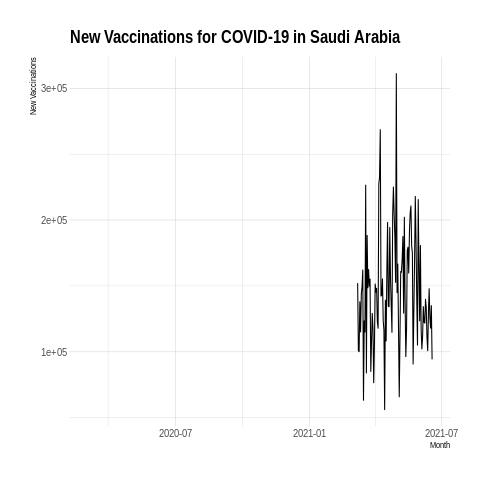 New Vaccinations for COVID-19 in Saudi Arabia
New Vaccinations
3e+05
2e+05
1e+05
2020-07
2021-01
2021-07
Month